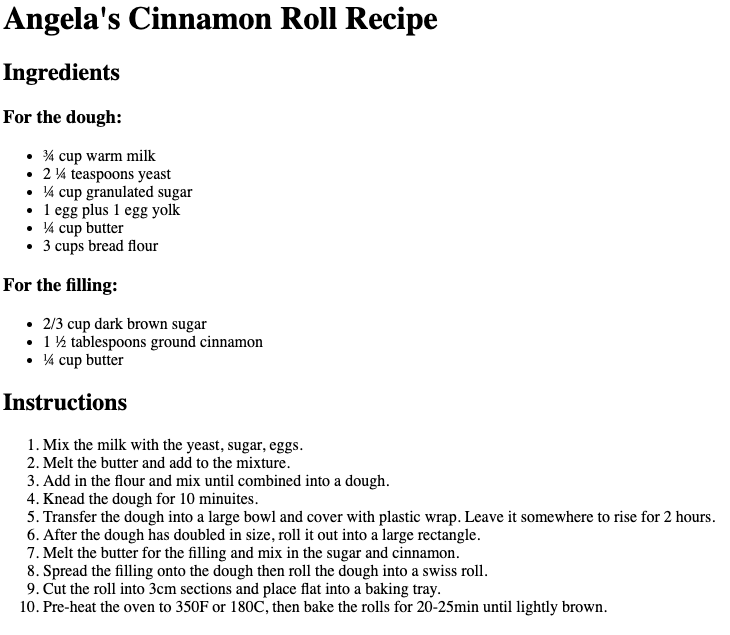 Angela's Cinnamon Roll Recipe
Ingredients
For the dough:
• ¾ cup warm milk
• 2 ¼ teaspoons yeast
• ¼ cup granulated sugar
• 1 egg plus 1 egg yolk
• ¼ cup butter
• 3 cups bread flour
For the filling:
• 2/3 cup dark brown sugar
• 1 ½ tablespoons ground cinnamon
• ¼ cup butter
Instructions
1. Mix the milk with the yeast, sugar, eggs.
2. Melt the butter and add to the mixture.
3. Add in the flour and mix until combined into a dough.
4. Knead the dough for 10 minuites.
5. Transfer the dough into a large bowl and cover with plastic wrap. Leave it somewhere to rise for 2 hours.
6. After the dough has doubled in size, roll it out into a large rectangle.
7. Melt the butter for the filling and mix in the sugar and cinnamon.
8. Spread the filling onto the dough then roll the dough into a swiss roll.
9. Cut the roll into 3cm sections and place flat into a baking tray.
10. Pre-heat the oven to 350F or 180C, then bake the rolls for 20-25min until lightly brown.